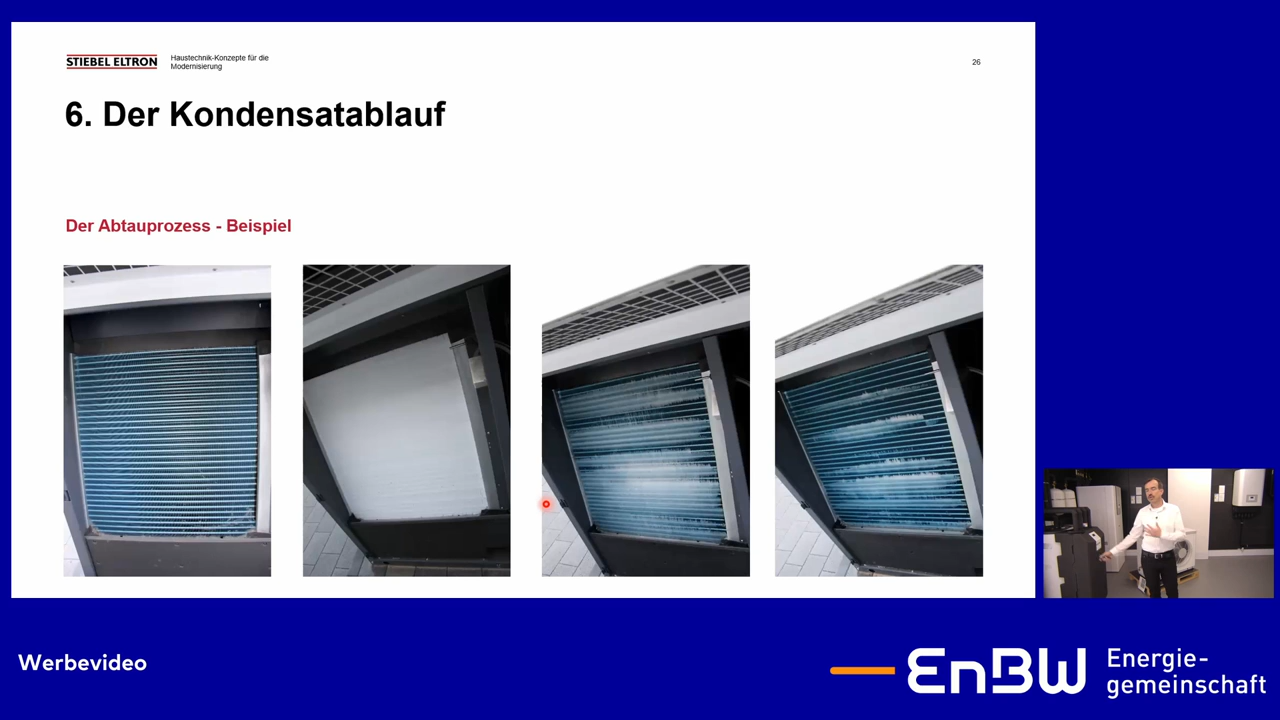 STIEBEL ELTRON
Haustechnik-Konzepte für die
Modernisierung
26
6. Der Kondensatablauf
Der Abtauprozess - Beispiel
Werbevideo
EnBW
Energie-
gemeinschaft